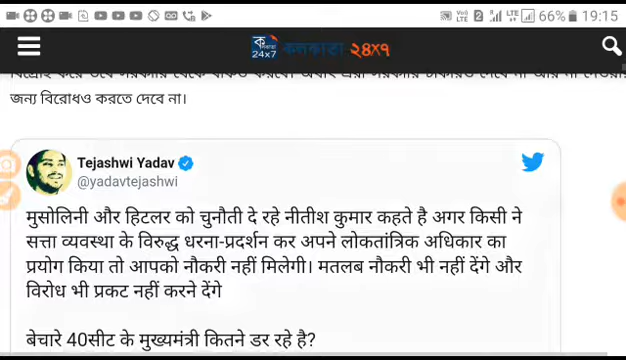 66% 19:15
ক 24x7 কলকাতা ২৪x৭
জন্য বিরোধও করতে দেবে না।
Tejashwi Yadav
@yadavtejashwi
मुसोलिनी और हिटलर को चुनौती दे रहे नीतीश कुमार कहते है अगर किसी ने
सत्ता व्यवस्था के विरुद्ध धरना-प्रदर्शन कर अपने लोकतांत्रिक अधिकार का
प्रयोग किया तो आपको नौकरी नहीं मिलेगी। मतलब नौकरी भी नहीं देंगे और
विरोध भी प्रकट नहीं करने देंगे
बेचारे 40सीट के मुख्यमंत्री कितने डर रहे है?